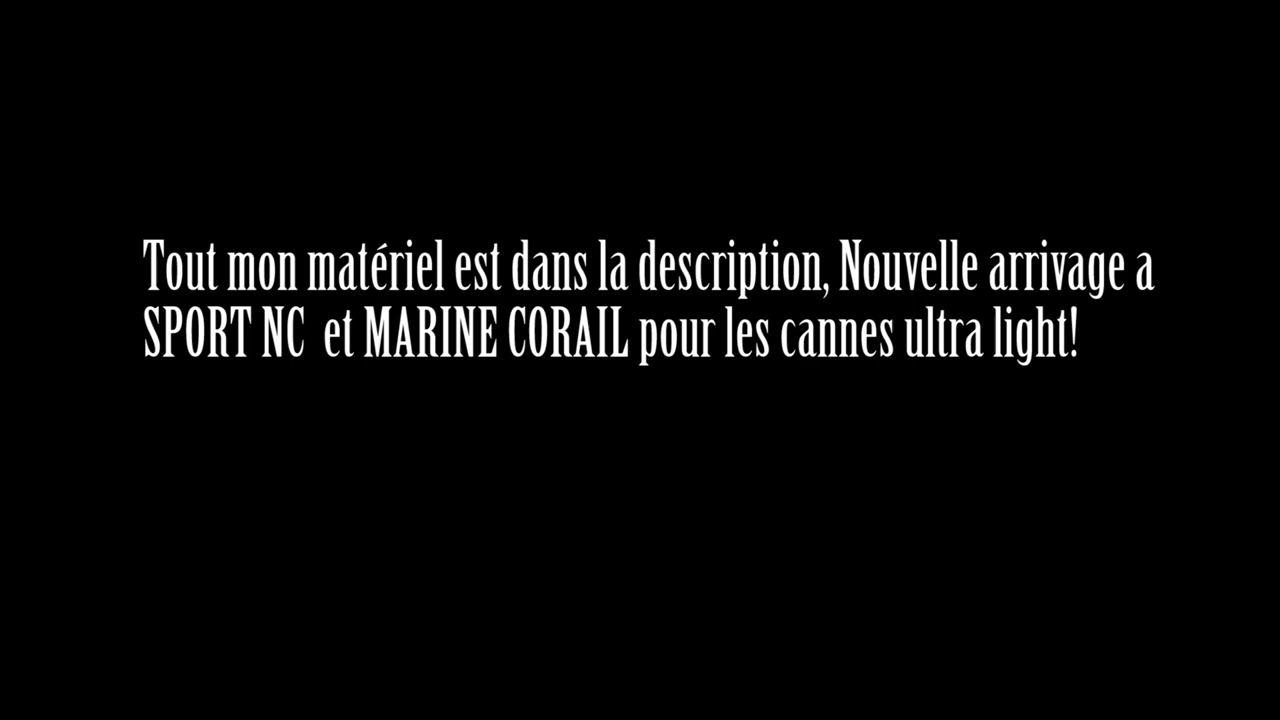 Tout mon matériel est dans la description, Nouvelle arrivage a
SPORT NC et MARINE CORAIL pour les cannes ultra light!